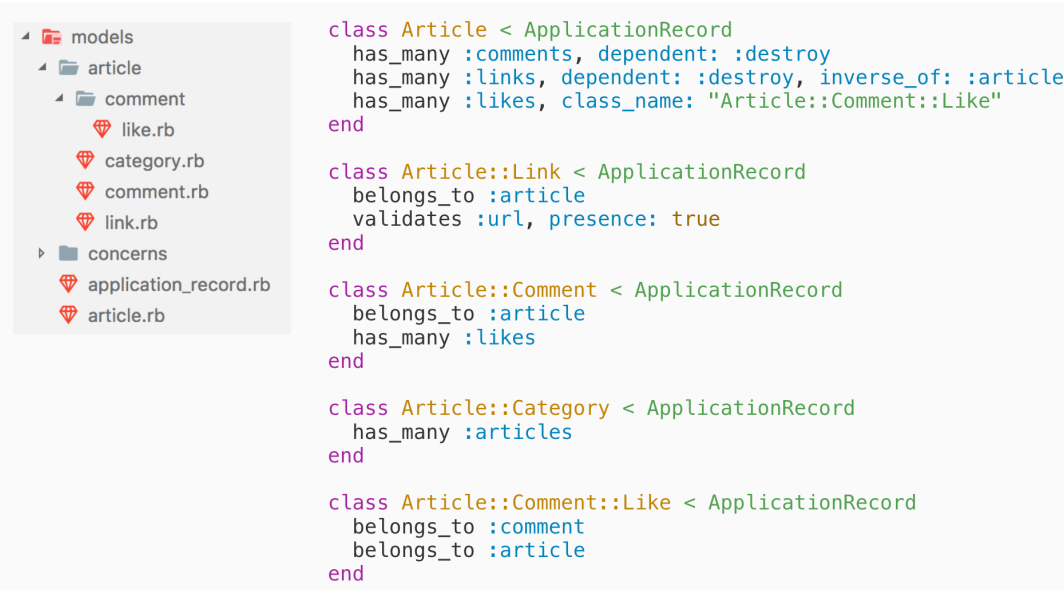 models
article
comment
like.rb
category.rb
comment.rb
link.rb
concerns
application_record.rb
article.rb
class Article < ApplicationRecord
  has_many :comments, dependent: :destroy
  has_many :links, dependent: :destroy, inverse_of: :article
  has_many :likes, class_name: "Article::Comment::Like"
end

class Article::Link < ApplicationRecord
  belongs_to :article
  validates :url, presence: true
end

class Article::Comment < ApplicationRecord
  belongs_to :article
  has_many :likes
end

class Article::Category < ApplicationRecord
  has_many :articles
end

class Article::Comment::Like < ApplicationRecord
  belongs_to :comment
  belongs_to :article
end